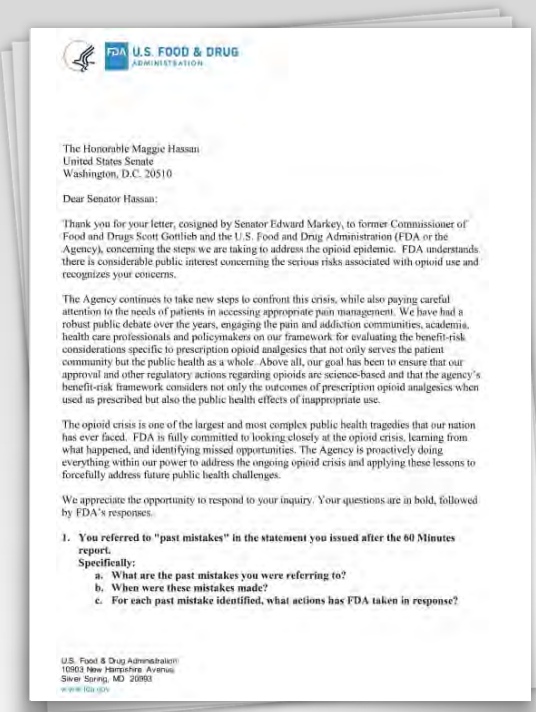 FDA U.S. FOOD & DRUG
ADMINISTRATION
The Honorable Maggie Hassan
United States Senate
Washington, D.C. 20510
Dear Senator Hassan:
Thank you for your letter, cosigned by Senator Edward Markey, to former Commissioner of
Food and Drugs Scott Gottlieb and the U.S. Food and Drug Administration (FDA or the
Agency), concerning the steps we are taking to address the opioid epidemic. FDA understands
there is considerable public interest concerning the serious risks associated with opioid use and
recognizes your concerns.
The Agency continues to take new steps to confront this crisis, while also paying careful
attention to the needs of patients in accessing appropriate pain management. We have had a
robust public debate over the years, engaging the pain and addiction communities, academia,
health care professionals and policymakers on our framework for evaluating the benefit-risk
considerations specific to prescription opioid analgesics that not only serves the patient
community but the public health as a whole. Above all, our goal has been to ensure that our
approval and other regulatory actions regarding opioids are science-based and that the agency's
benefit-risk framework considers not only the outcomes of prescription opioid analgesics when
used as prescribed but also the public health effects of inappropriate use.
The opioid crisis is one of the largest and most complex public health tragedies that our nation
has ever faced. FDA is fully committed to looking closely at the opioid crisis, learning from
what happened, and identifying missed opportunities. The Agency is proactively doing
everything within our power to address the ongoing opioid crisis and applying these lessons to
forcefully address future public health challenges.
We appreciate the opportunity to respond to your inquiry. Your questions are in bold, followed
by FDA's responses.
1. You referred to "past mistakes" in the statement you issued after the 60 Minutes
report.
Specifically:
a. What are the past mistakes you were referring to?
b. When were these mistakes made?
c. For each past mistake identified, what actions has FDA taken in response?
U.S. Food & Drug Administration
10903 New Hampshire Avenue
Silver Spring, MD 20993
www.fda.gov